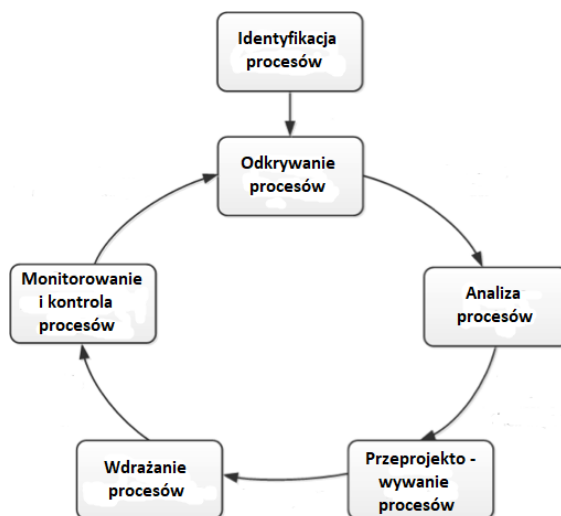 Identyfikacja
procesów
Odkrywanie
procesów
Monitorowanie
i kontrola
procesów
Analiza
procesów
Wdrażanie
procesów
Przeprojekto -
wywanie
procesów